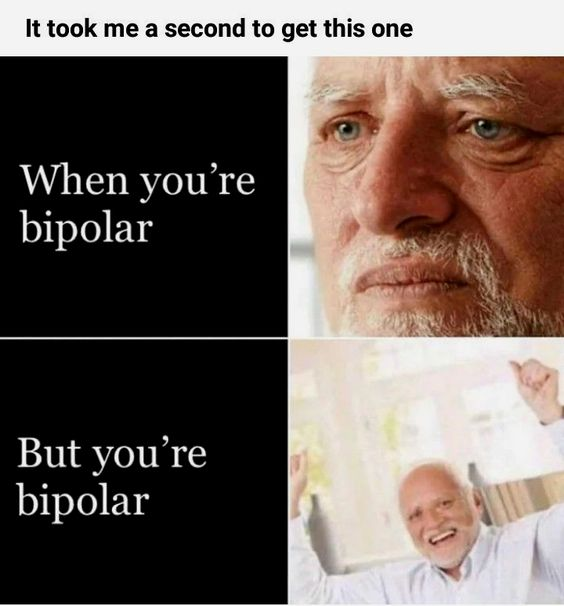 It took me a second to get this one
When you’re
bipolar
But you’re
bipolar